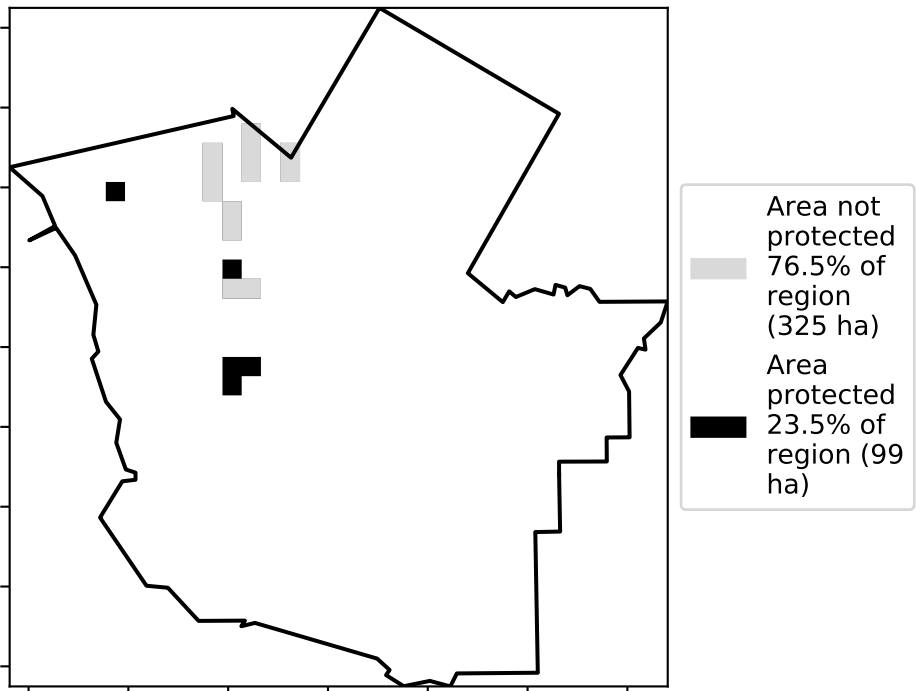 Area not
protected
76.5% of
region
(325 ha)
Area
protected
23.5% of
region (99
ha)